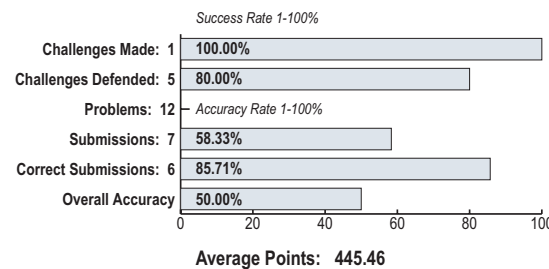 Success Rate 1-100%
Challenges Made: 1 100.00%
Challenges Defended: 5 80.00%
Problems: 12 Accuracy Rate 1-100%
Submissions: 7 58.33%
Correct Submissions: 6 85.71%
Overall Accuracy 50.00%
0 20 40 60 80 100
Average Points: 445.46